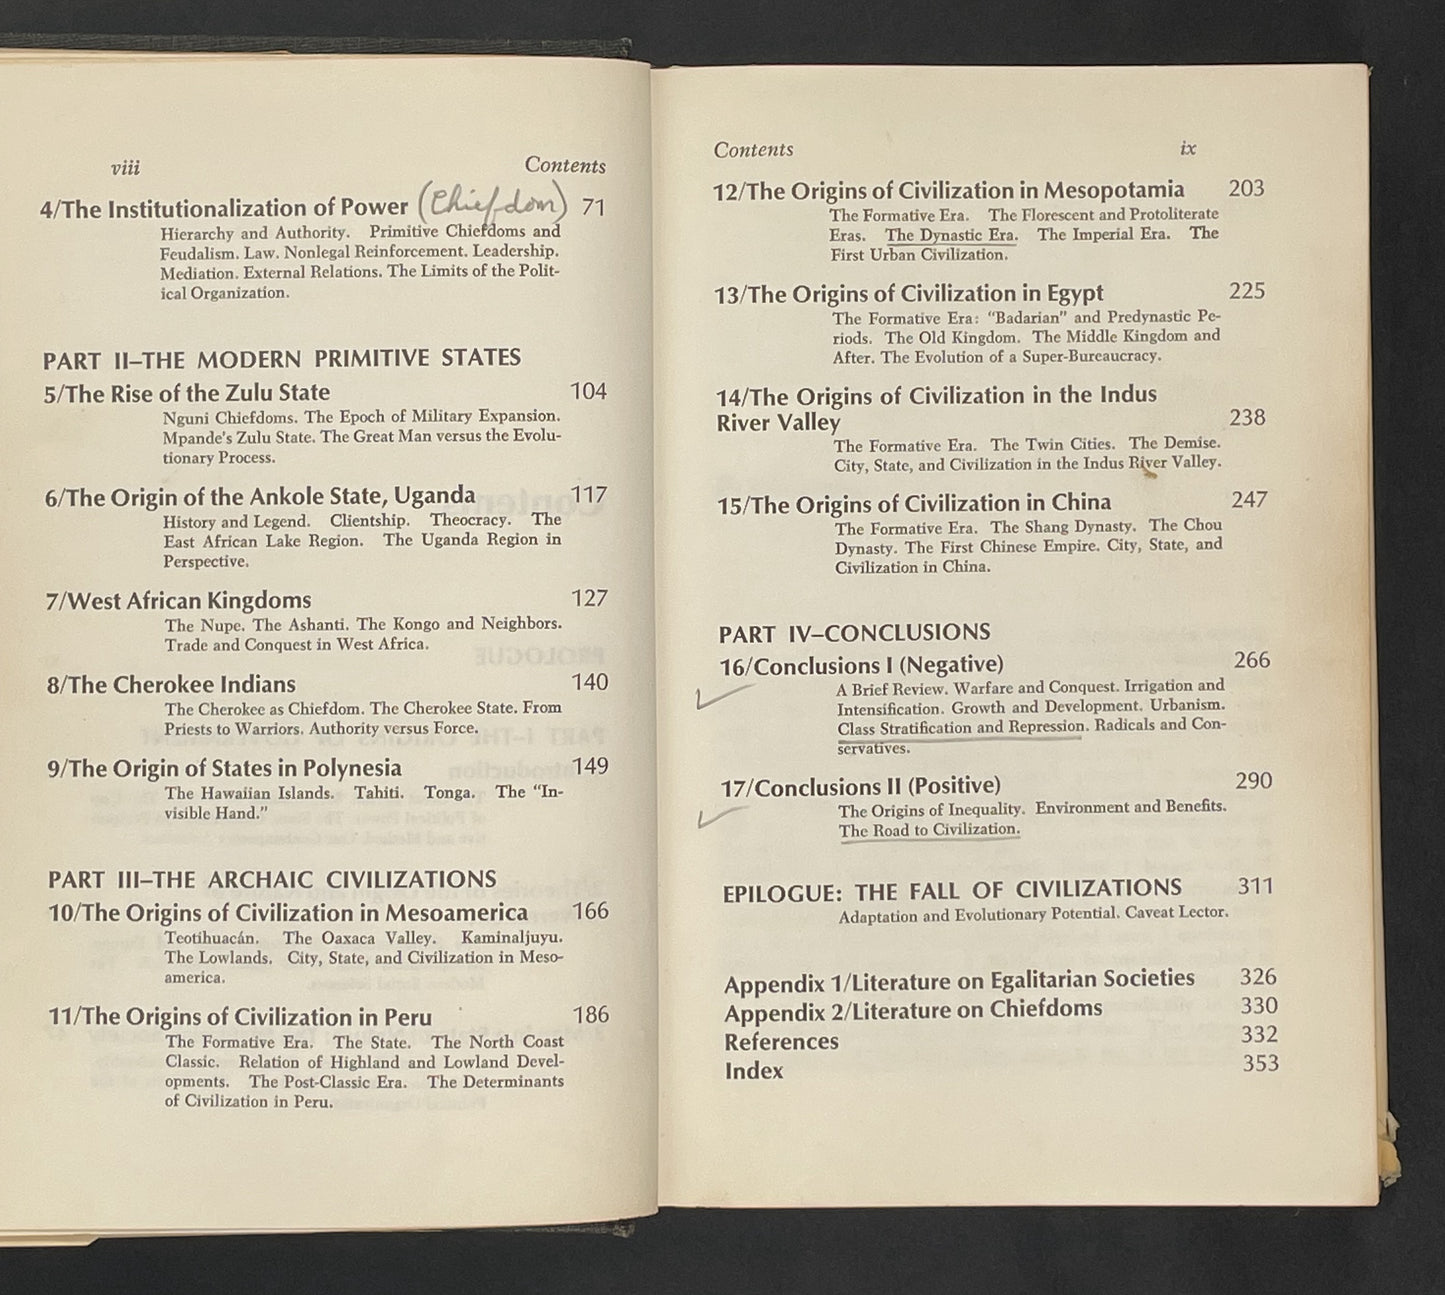 viii Contents
4/The Institutionalization of Power (Chiefdom) 71
Hierarchy and Authority. Primitive Chiefdoms and
Feudalism. Law. Nonlegal Reinforcement. Leadership.
Mediation. External Relations. The Limits of the Polit-
ical Organization.
PART II–THE MODERN PRIMITIVE STATES
5/The Rise of the Zulu State 104
Nguni Chiefdoms. The Epoch of Military Expansion.
Mpande's Zulu State. The Great Man versus the Evolu-
tionary Process.
6/The Origin of the Ankole State, Uganda 117
History and Legend. Clientship. Theocracy. The
East African Lake Region. The Uganda Region in
Perspective.
7/West African Kingdoms 127
The Nupe. The Ashanti. The Kongo and Neighbors.
Trade and Conquest in West Africa.
8/The Cherokee Indians 140
The Cherokee as Chiefdom. The Cherokee State. From
Priests to Warriors. Authority versus Force.
9/The Origin of States in Polynesia 149
The Hawaiian Islands. Tahiti. Tonga. The "In-
visible Hand."
PART III–THE ARCHAIC CIVILIZATIONS
10/The Origins of Civilization in Mesoamerica 166
Teotihuacán. The Oaxaca Valley. Kaminaljuyu.
The Lowlands. City, State, and Civilization in Meso-
america.
11/The Origins of Civilization in Peru 186
The Formative Era. The State. The North Coast
Classic. Relation of Highland and Lowland Devel-
opments. The Post-Classic Era. The Determinants
of Civilization in Peru.
Contents ix
12/The Origins of Civilization in Mesopotamia 203
The Formative Era. The Florescent and Protoliterate
Eras. The Dynastic Era. The Imperial Era. The
First Urban Civilization.
13/The Origins of Civilization in Egypt 225
The Formative Era: "Badarian" and Predynastic Pe-
riods. The Old Kingdom. The Middle Kingdom and
After. The Evolution of a Super-Bureaucracy.
14/The Origins of Civilization in the Indus
River Valley 238
The Formative Era. The Twin Cities. The Demise.
City, State, and Civilization in the Indus River Valley.
15/The Origins of Civilization in China 247
The Formative Era. The Shang Dynasty. The Chou
Dynasty. The First Chinese Empire. City, State, and
Civilization in China.
PART IV–CONCLUSIONS
16/Conclusions I (Negative) 266
A Brief Review. Warfare and Conquest. Irrigation and
Intensification. Growth and Development. Urbanism.
Class Stratification and Repression. Radicals and Con-
servatives.
17/Conclusions II (Positive) 290
The Origins of Inequality. Environment and Benefits.
The Road to Civilization.
EPILOGUE: THE FALL OF CIVILIZATIONS 311
Adaptation and Evolutionary Potential. Caveat Lector.
Appendix 1/Literature on Egalitarian Societies 326
Appendix 2/Literature on Chiefdoms 330
References 332
Index 353